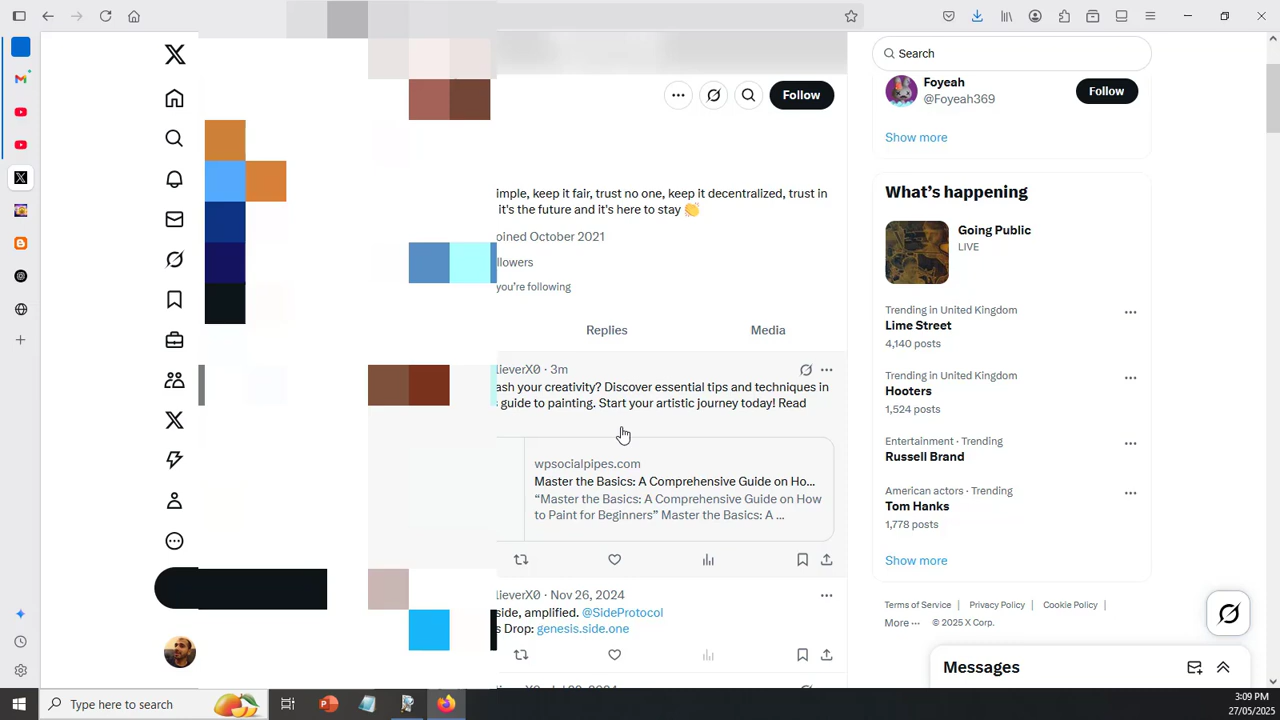 Search
Follow
Foyeah
@Foyeah369
Follow
Show more
What's happening
Going Public
LIVE
Trending in United Kingdom
Lime Street
4,140 posts
Trending in United Kingdom
Hooters
1,524 posts
Entertainment · Trending
Russell Brand
American actors · Trending
Tom Hanks
1,778 posts
Show more
Terms of Service | Privacy Policy | Cookie Policy |
More ··· © 2025 X Corp.
Messages
imple, keep it fair, trust no one, keep it decentralized, trust in
it's the future and it's here to stay 👏
oined October 2021
llowers
you're following
Replies
Media
lieverXØ · 3m
ash your creativity? Discover essential tips and techniques in
guide to painting. Start your artistic journey today! Read
wpsocialpipes.com
Master the Basics: A Comprehensive Guide on Ho...
“Master the Basics: A Comprehensive Guide on How
to Paint for Beginners” Master the Basics: A ...
lieverXØ · Nov 26, 2024
side, amplified. @SideProtocol
s Drop: genesis.side.one
Type here to search
3:09 PM
27/05/2025